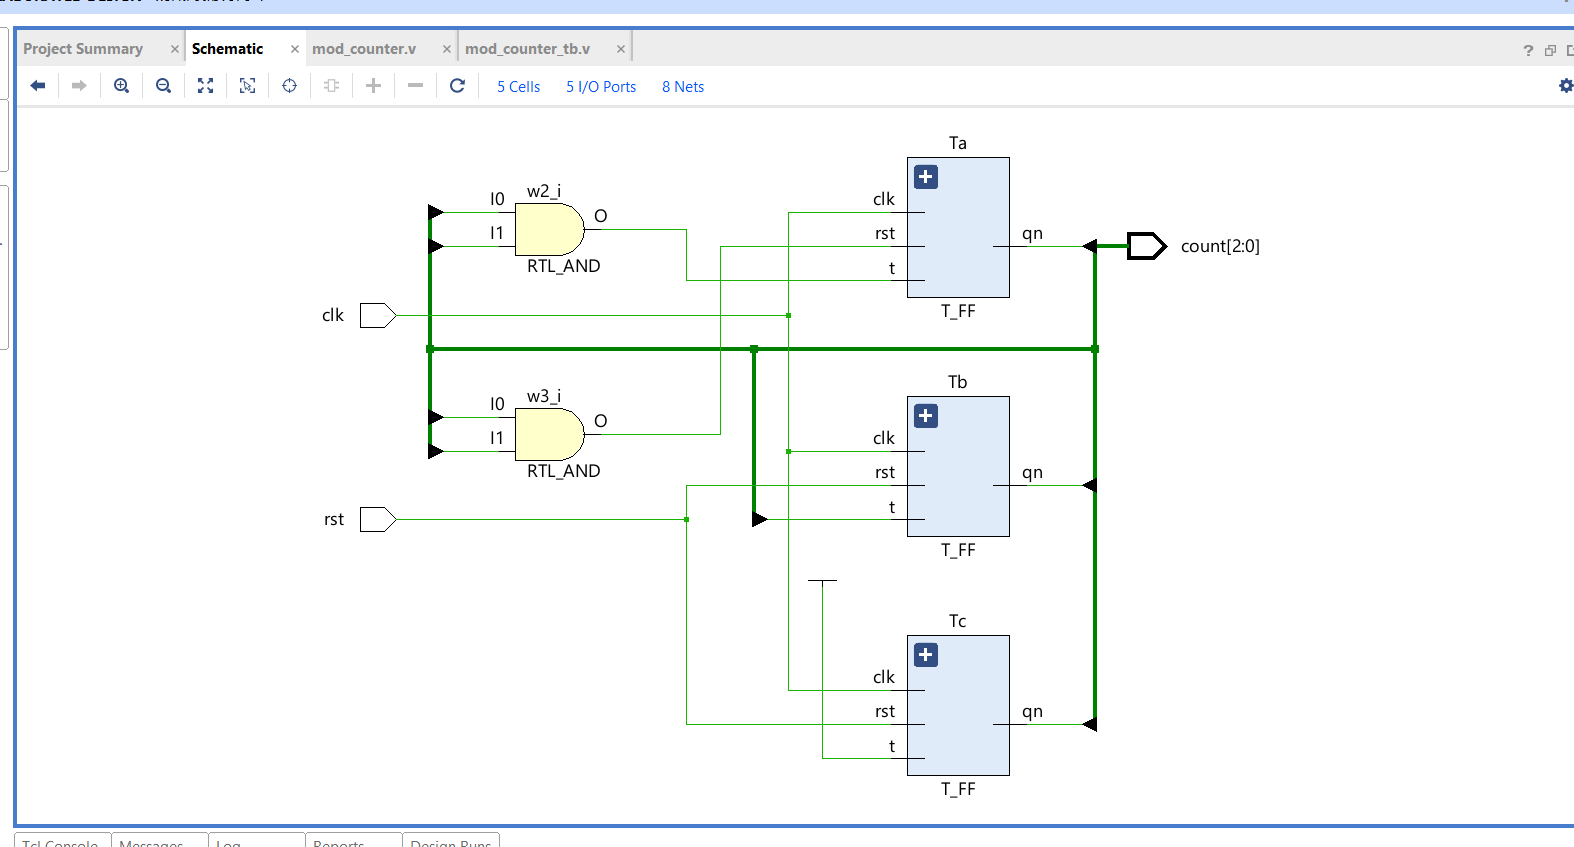 Project Summary × Schematic × mod_counter.v × mod_counter_tb.v ×
?
5 Cells 5 I/O Ports 8 Nets
Ta
w2_i
I0
O
I1
RTL_AND
clk
rst
t
qn
T_FF
count[2:0]
clk
w3_i
I0
O
I1
RTL_AND
rst
Tb
clk
rst
t
qn
T_FF
Tc
clk
rst
t
qn
T_FF
Tcl Console Messages Log Reports Design Runs